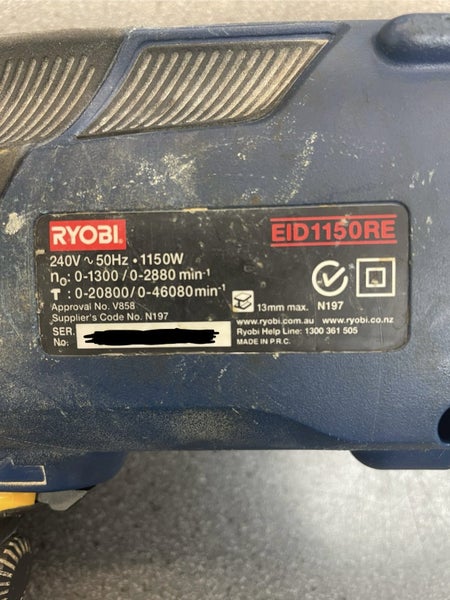 RYOBI
EID1150RE
240V ~ 50Hz • 1150W
n₀: 0-1300 / 0-2880 min⁻¹
T : 0-20800/0-46080min⁻¹
Approval No. V858
Supplier's Code No. N197
SER.
No:
13mm max.
N197
www.ryobi.com.au www.ryobi.co.nz
Ryobi Help Line: 1300 361 505
MADE IN P.R.C.